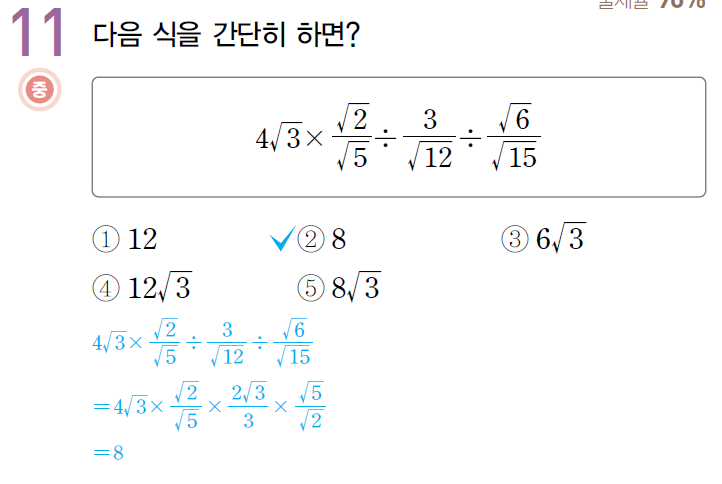 11 다음 식을 간단히 하면?
중
4√3 × √2/√5 ÷ 3/√12 ÷ √6/√15
① 12 ② 8 ③ 6√3
④ 12√3 ⑤ 8√3
4√3 × √2/√5 ÷ 3/√12 ÷ √6/√15
= 4√3 × √2/√5 × 2√3/3 × √5/√2
= 8